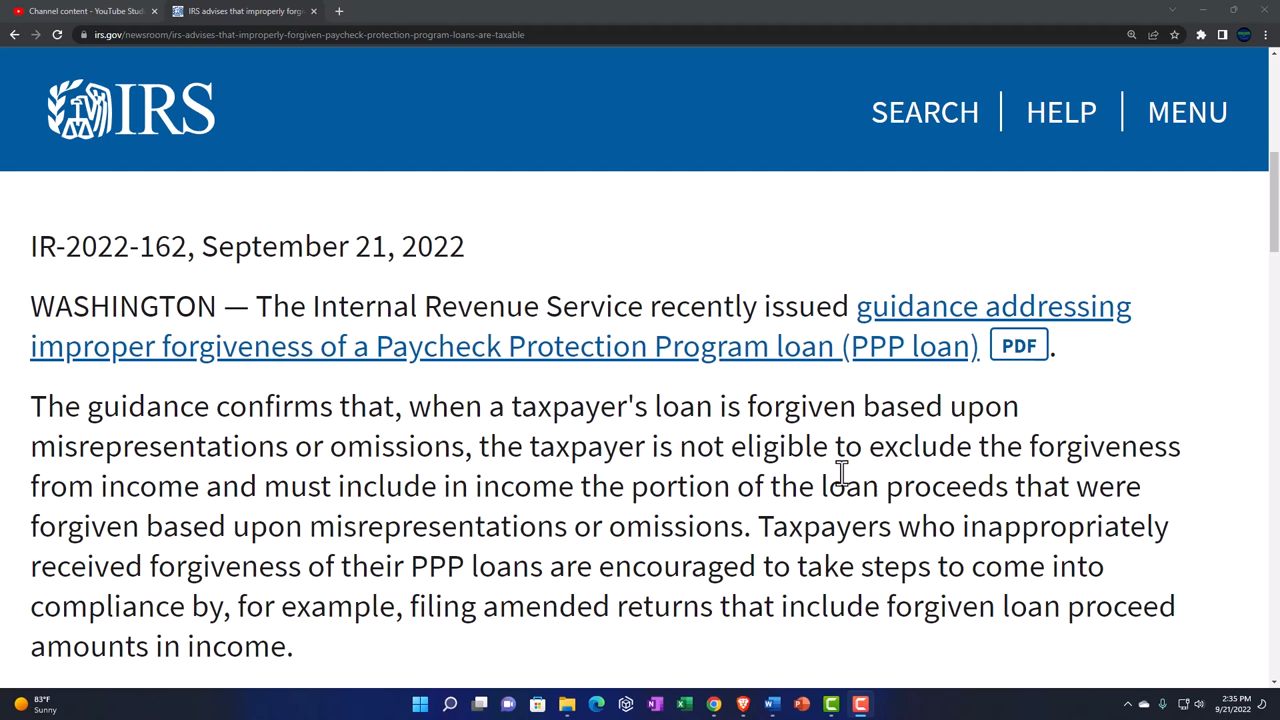 Channel content - YouTube Studi
IRS advises that improperly forgiv
irs.gov/newsroom/irs-advises-that-improperly-forgiven-paycheck-protection-program-loans-are-taxable
IRS
SEARCH
HELP
MENU
IR-2022-162, September 21, 2022
WASHINGTON — The Internal Revenue Service recently issued guidance addressing
improper forgiveness of a Paycheck Protection Program loan (PPP loan) PDF.
The guidance confirms that, when a taxpayer's loan is forgiven based upon
misrepresentations or omissions, the taxpayer is not eligible to exclude the forgiveness
from income and must include in income the portion of the loan proceeds that were
forgiven based upon misrepresentations or omissions. Taxpayers who inappropriately
received forgiveness of their PPP loans are encouraged to take steps to come into
compliance by, for example, filing amended returns that include forgiven loan proceed
amounts in income.
83°F
Sunny
2:35 PM
9/21/2022